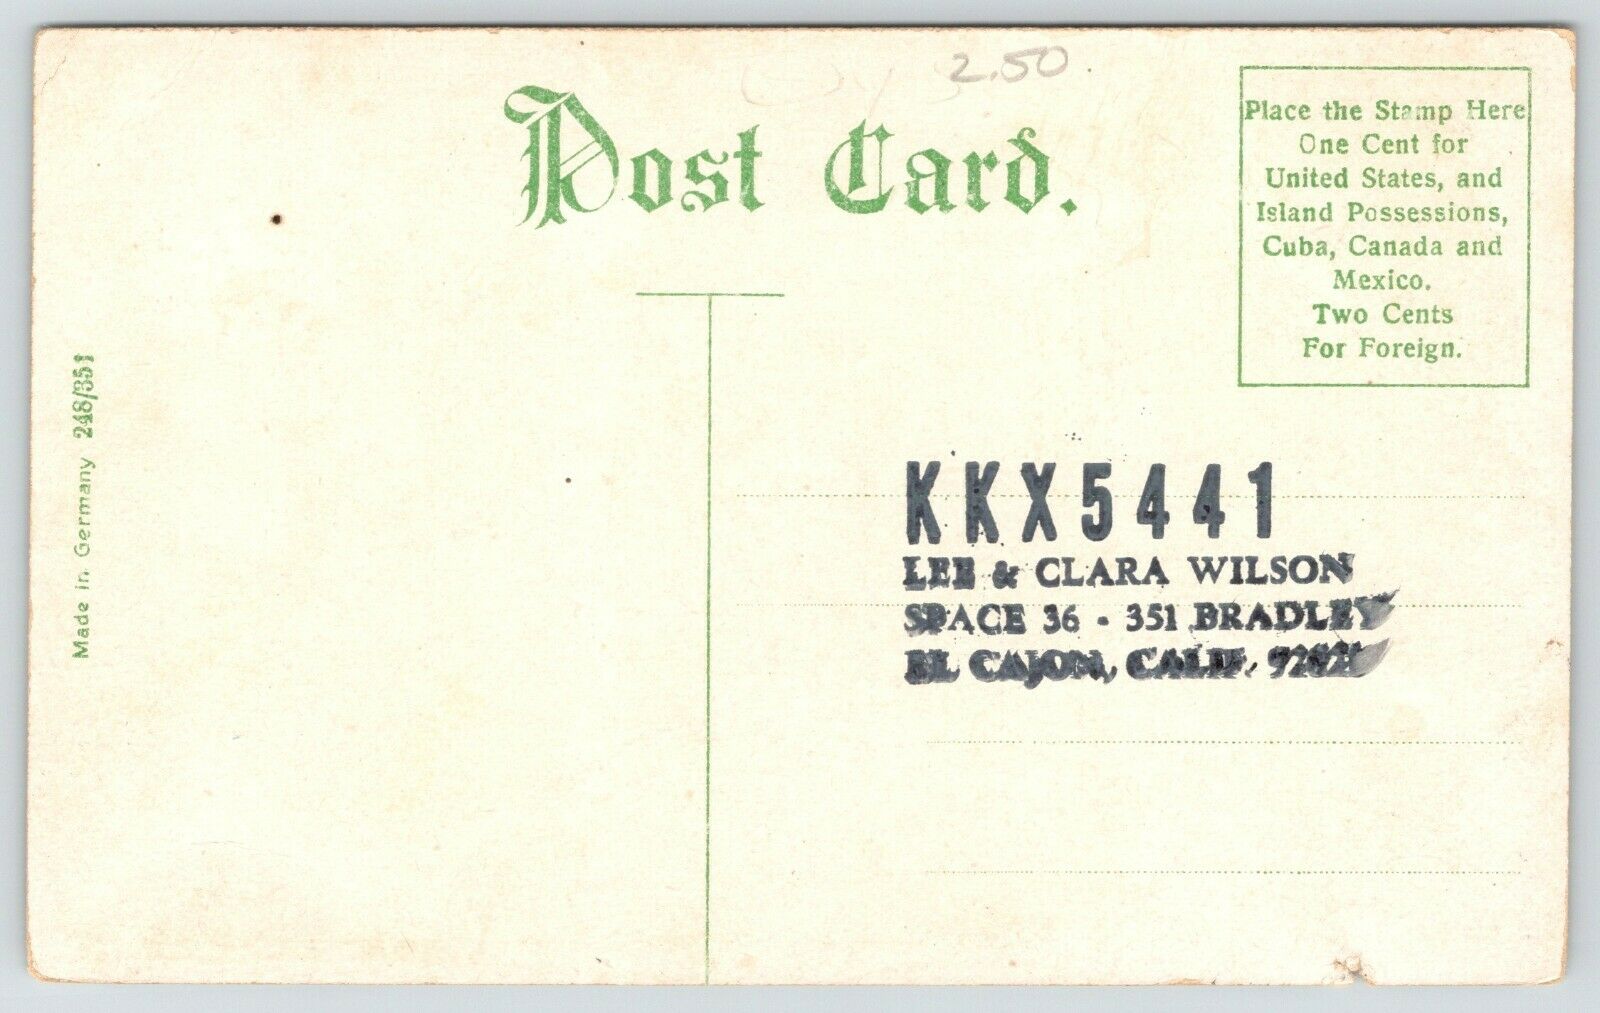 2.50
Post Card.
Place the Stamp Here
One Cent for
United States, and
Island Possessions,
Cuba, Canada and
Mexico.
Two Cents
For Foreign.
Made in Germany 248/351
KKX5441
LEE & CLARA WILSON
SPACE 36 - 351 BRADLEY
EL CAJON, CALIF.